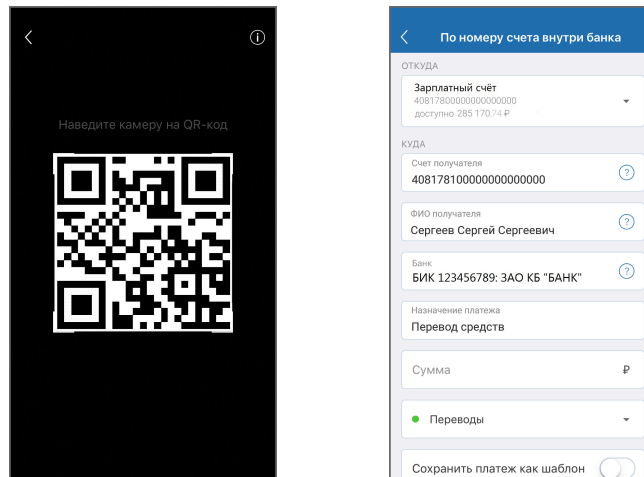 Наведите камеру на QR-код
По номеру счета внутри банка
ОТКУДА
Зарплатный счёт
40817800000000000000
доступно 285 170,74 ₽
КУДА
Счет получателя
408178100000000000000
?
ФИО получателя
Сергеев Сергей Сергеевич
?
Банк
БИК 123456789: ЗАО КБ "БАНК"
?
Назначение платежа
Перевод средств
Сумма
₽
Переводы
Сохранить платеж как шаблон